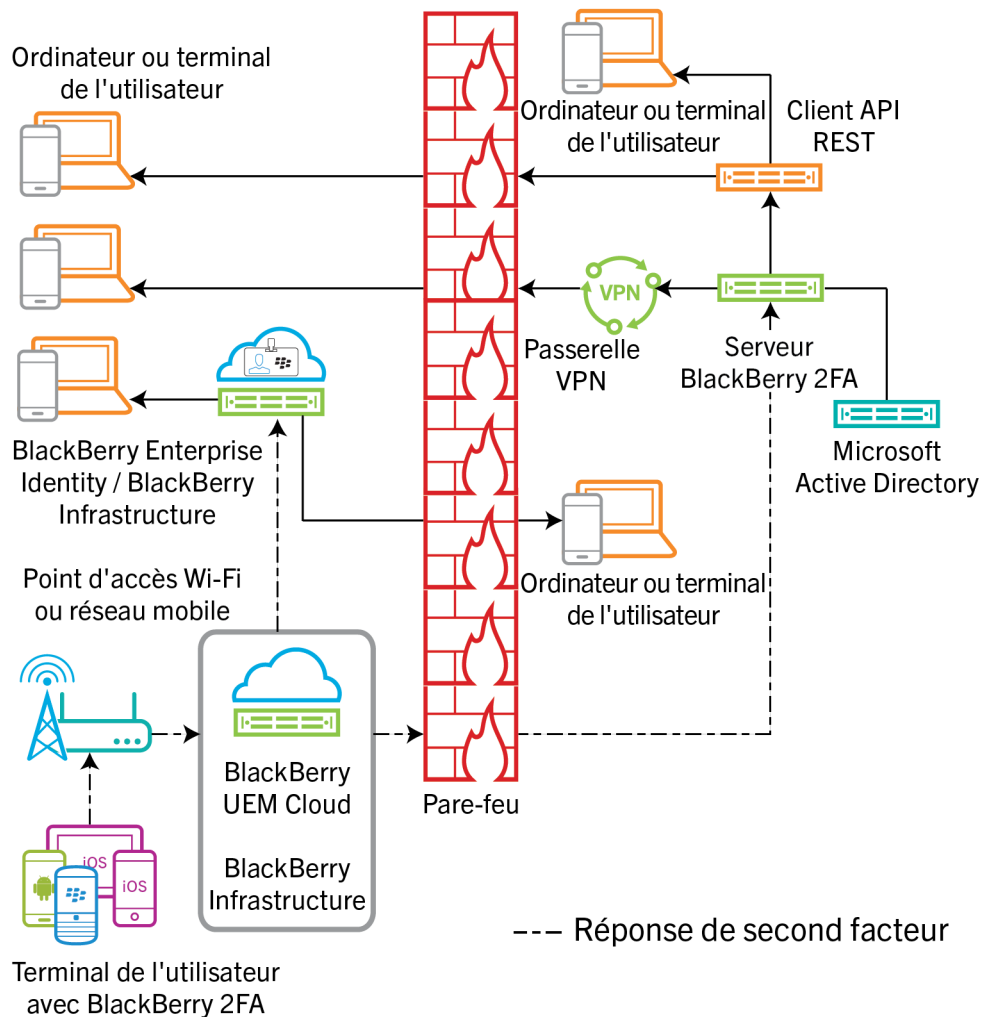 Ordinateur ou terminal
de l'utilisateur
Ordinateur ou terminal
de l'utilisateur
Client API
REST
VPN
Passerelle
VPN
Serveur
BlackBerry 2FA
Microsoft
Active Directory
BlackBerry Enterprise
Identity / BlackBerry
Infrastructure
Ordinateur ou terminal
de l'utilisateur
Point d'accès Wi-Fi
ou réseau mobile
BlackBerry
UEM Cloud
BlackBerry
Infrastructure
Pare-feu
iOS
iOS
Terminal de l'utilisateur
avec BlackBerry 2FA
Réponse de second facteur